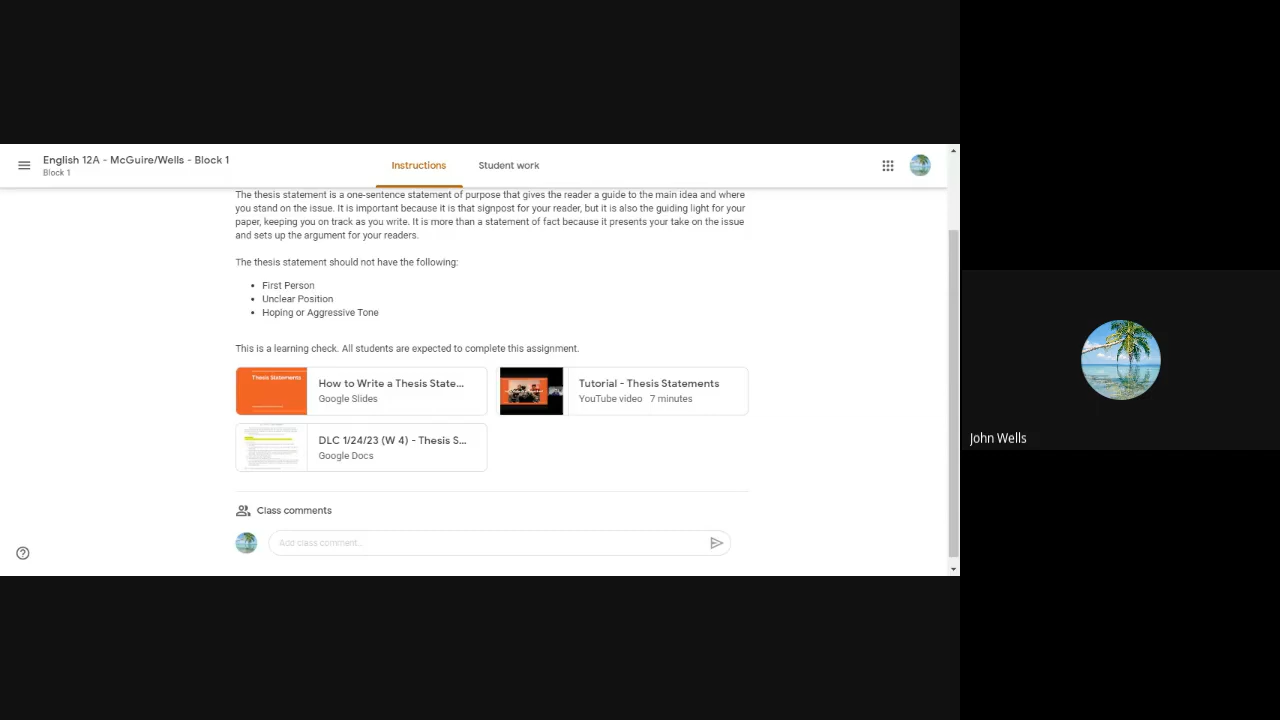 English 12A - McGuire/Wells - Block 1
Block 1
Instructions
Student work
The thesis statement is a one-sentence statement of purpose that gives the reader a guide to the main idea and where
you stand on the issue. It is important because it is that signpost for your reader, but it is also the guiding light for your
paper, keeping you on track as you write. It is more than a statement of fact because it presents your take on the issue
and sets up the argument for your readers.
The thesis statement should not have the following:
• First Person
• Unclear Position
• Hoping or Aggressive Tone
This is a learning check. All students are expected to complete this assignment.
Thesis Statements
How to Write a Thesis State...
Google Slides
Tutorial - Thesis Statements
YouTube video 7 minutes
DLC 1/24/23 (W 4) - Thesis S...
Google Docs
Class comments
Add class comment...
John Wells